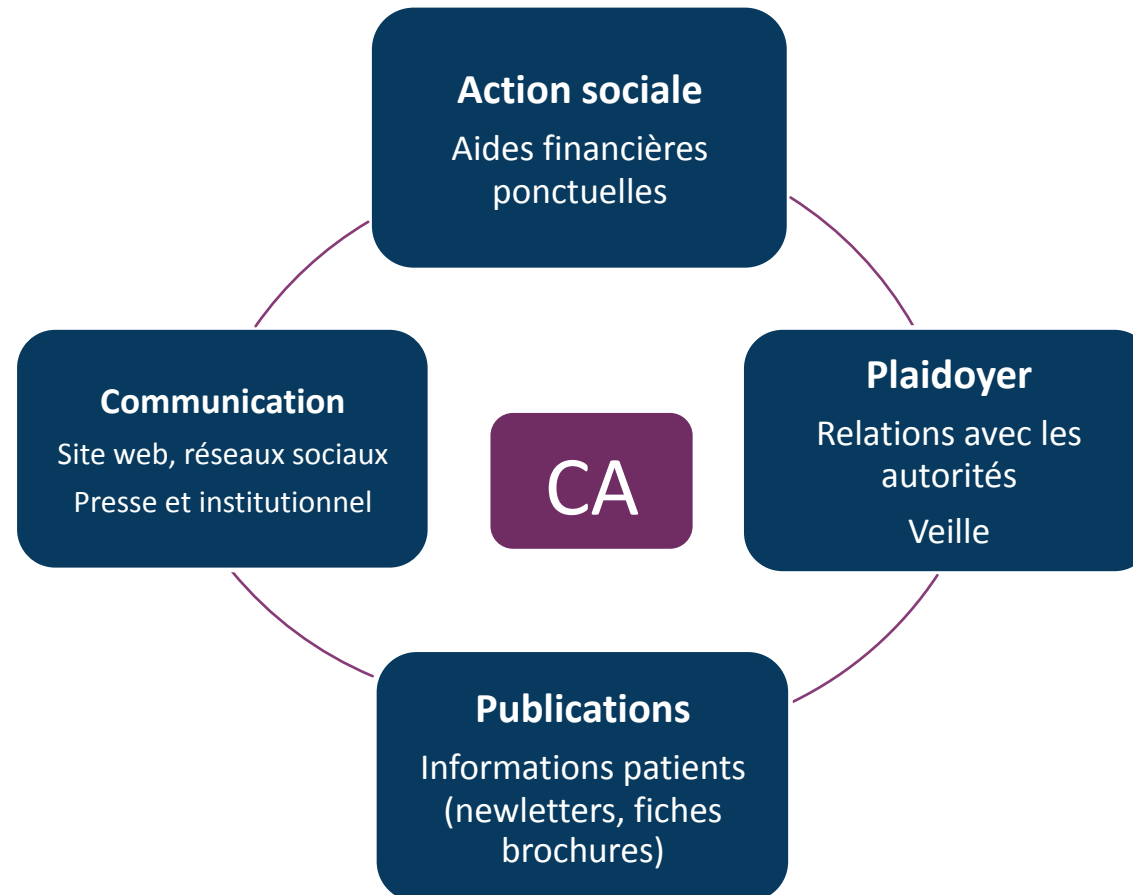 Action sociale
Aides financières
ponctuelles
Communication
Site web, réseaux sociaux
Presse et institutionnel
CA
Plaidoyer
Relations avec les
autorités
Veille
Publications
Informations patients
(newletters, fiches
brochures)